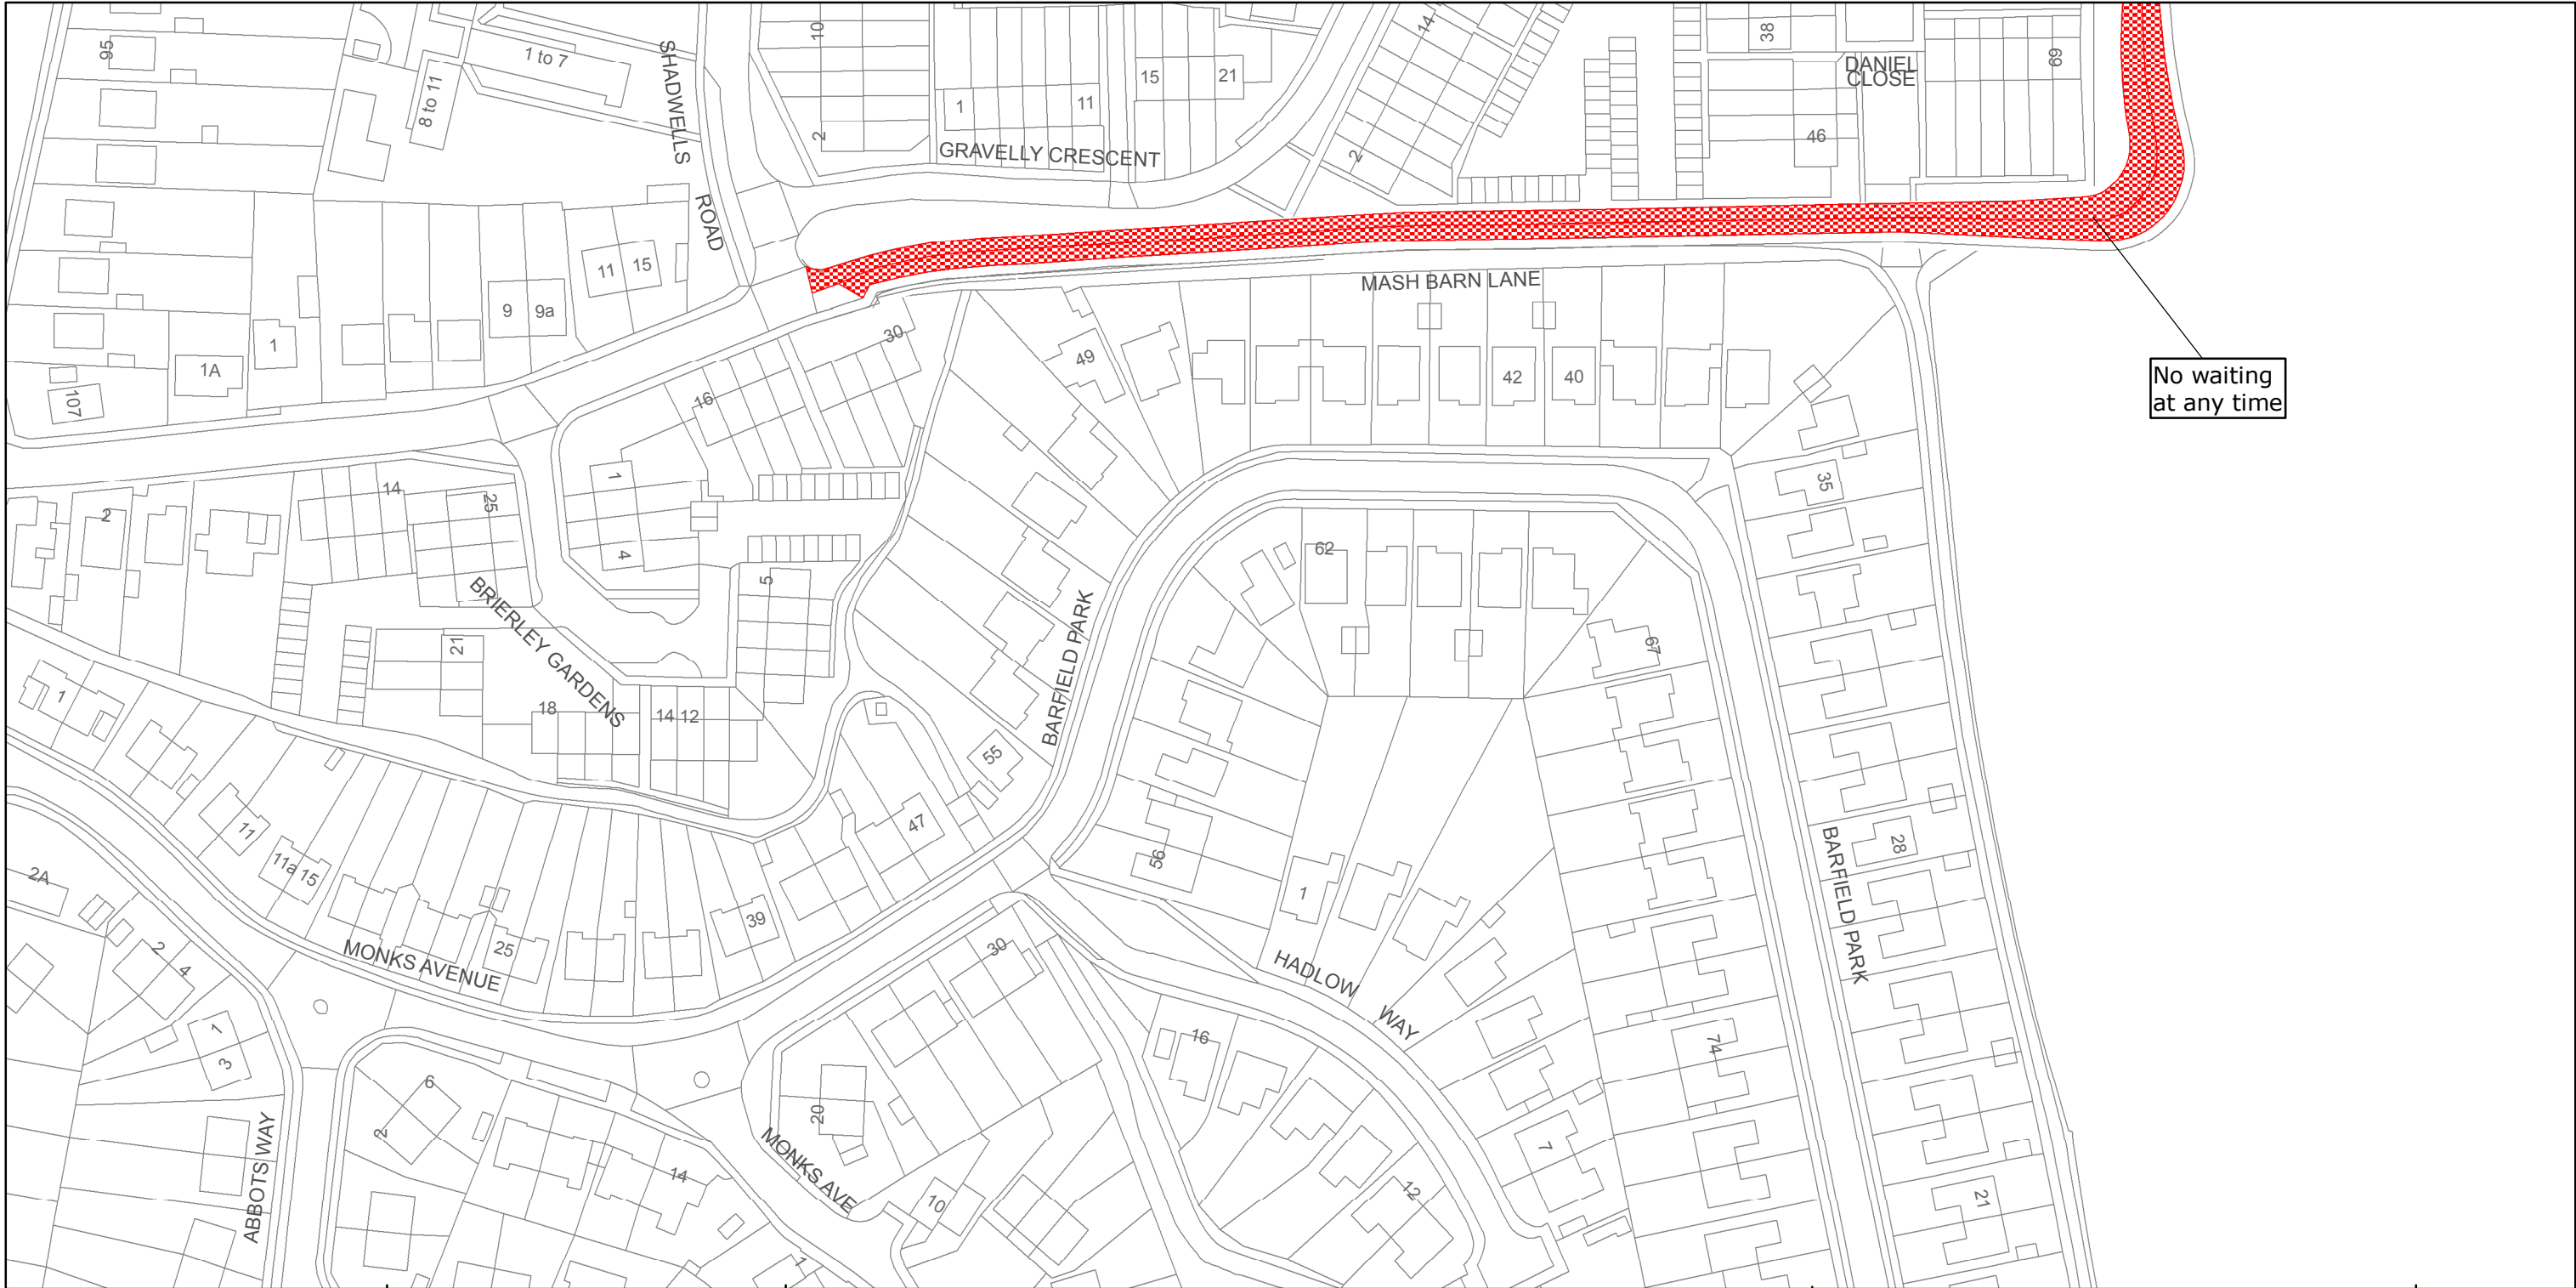 95
1 to 7
8 to 11
SHADWELLS
ROAD
10
2
1
11
15
21
GRAVELLY CRESCENT
14
2
38
46
DANIEL
CLOSE
69
No waiting
at any time
MASH BARN LANE
107
1A
1
9
9a
11
15
30
16
49
42
40
35
2
14
25
1
4
5
BRIERLEY GARDENS
21
18
14
12
BARFIELD PARK
62
67
1
11
11a
15
25
39
47
55
56
1
28
BARFIELD PARK
2A
2
4
1
3
MONKS AVENUE
30
HADLOW
WAY
16
74
6
2
14
20
MONKS AVE
10
7
12
21
ABBOTS WAY
1